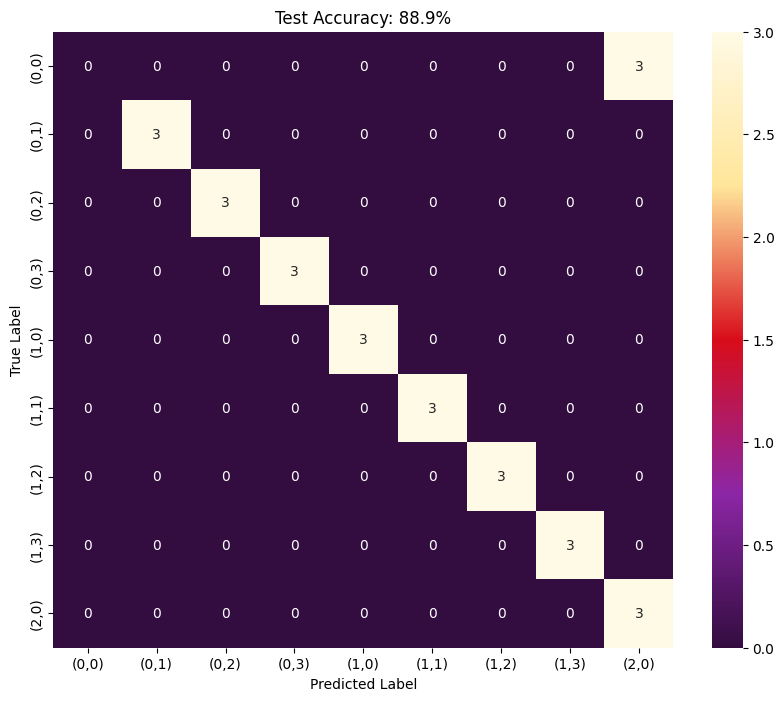 Test Accuracy: 88.9%
True Label
(0,0) 0 0 0 0 0 0 0 0 3
(0,1) 0 3 0 0 0 0 0 0 0
(0,2) 0 0 3 0 0 0 0 0 0
(0,3) 0 0 0 3 0 0 0 0 0
(1,0) 0 0 0 0 3 0 0 0 0
(1,1) 0 0 0 0 0 3 0 0 0
(1,2) 0 0 0 0 0 0 3 0 0
(1,3) 0 0 0 0 0 0 0 3 0
(2,0) 0 0 0 0 0 0 0 0 3
(0,0) (0,1) (0,2) (0,3) (1,0) (1,1) (1,2) (1,3) (2,0)
Predicted Label
3.0
2.5
2.0
1.5
1.0
0.5
0.0